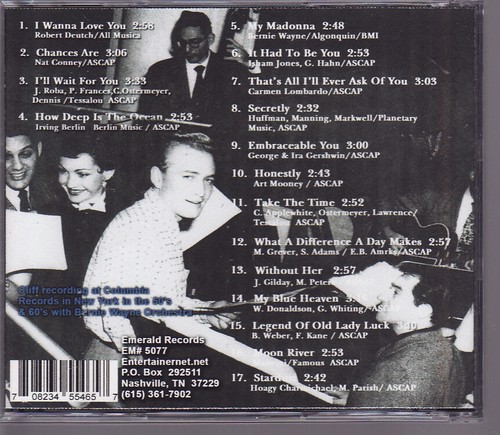 1. I Wanna Love You 2:58
Robert Deutch/All Musica
2. Chances Are 3:06
Nat Conney/ASCAP
3. I'll Wait For You 3:33
J. Roba, P. Frances,C.Ostermeyer,
Dennis /Tessalou ASCAP
4. How Deep Is The Ocean 2:53
Irving Berlin Berlin Music / ASCAP
5. My Madonna 2:48
Bernie Wayne/Algonquin/BMI
6. It Had To Be You 2:53
Isham Jones, G. Hahn/ASCAP
7. That's All I'll Ever Ask Of You 3:03
Carmen Lombardo/ASCAP
8. Secretly 2:32
Huffman, Manning, Markwell/Planetary
Music, ASCAP
9. Embraceable You 3:00
George & Ira Gershwin/ASCAP
10. Honestly 2:43
Art Mooney / ASCAP
11. Take The Time 2:52
C. Applewhite, Ostermeyer, Lawrence/
ASCAP
12. What A Difference A Day Makes 2:57
M. Grever, S. Adams / E.B. Amrks/ASCAP
13. Without Her 2:57
J. Gilday, M.
14. My Blue Heaven
W. Donaldson, G. Whiting/
15. Legend Of Old Lady Luck
B. Weber, F. Kane / ASCAP
16. Moon River 2:53
/Famous ASCAP
17. Stardust 2:42
Hoagy Charmichael, M. Parish/ ASCAP
Stiff recording at Columbia
Records in New York in the 50's
& 60's with Bernie Wayne Orchestra
Emerald Records
EM# 5077
Entertainernet.net
P.O. Box 292511
Nashville, TN 37229
(615) 361-7902
7 08234 55465 7